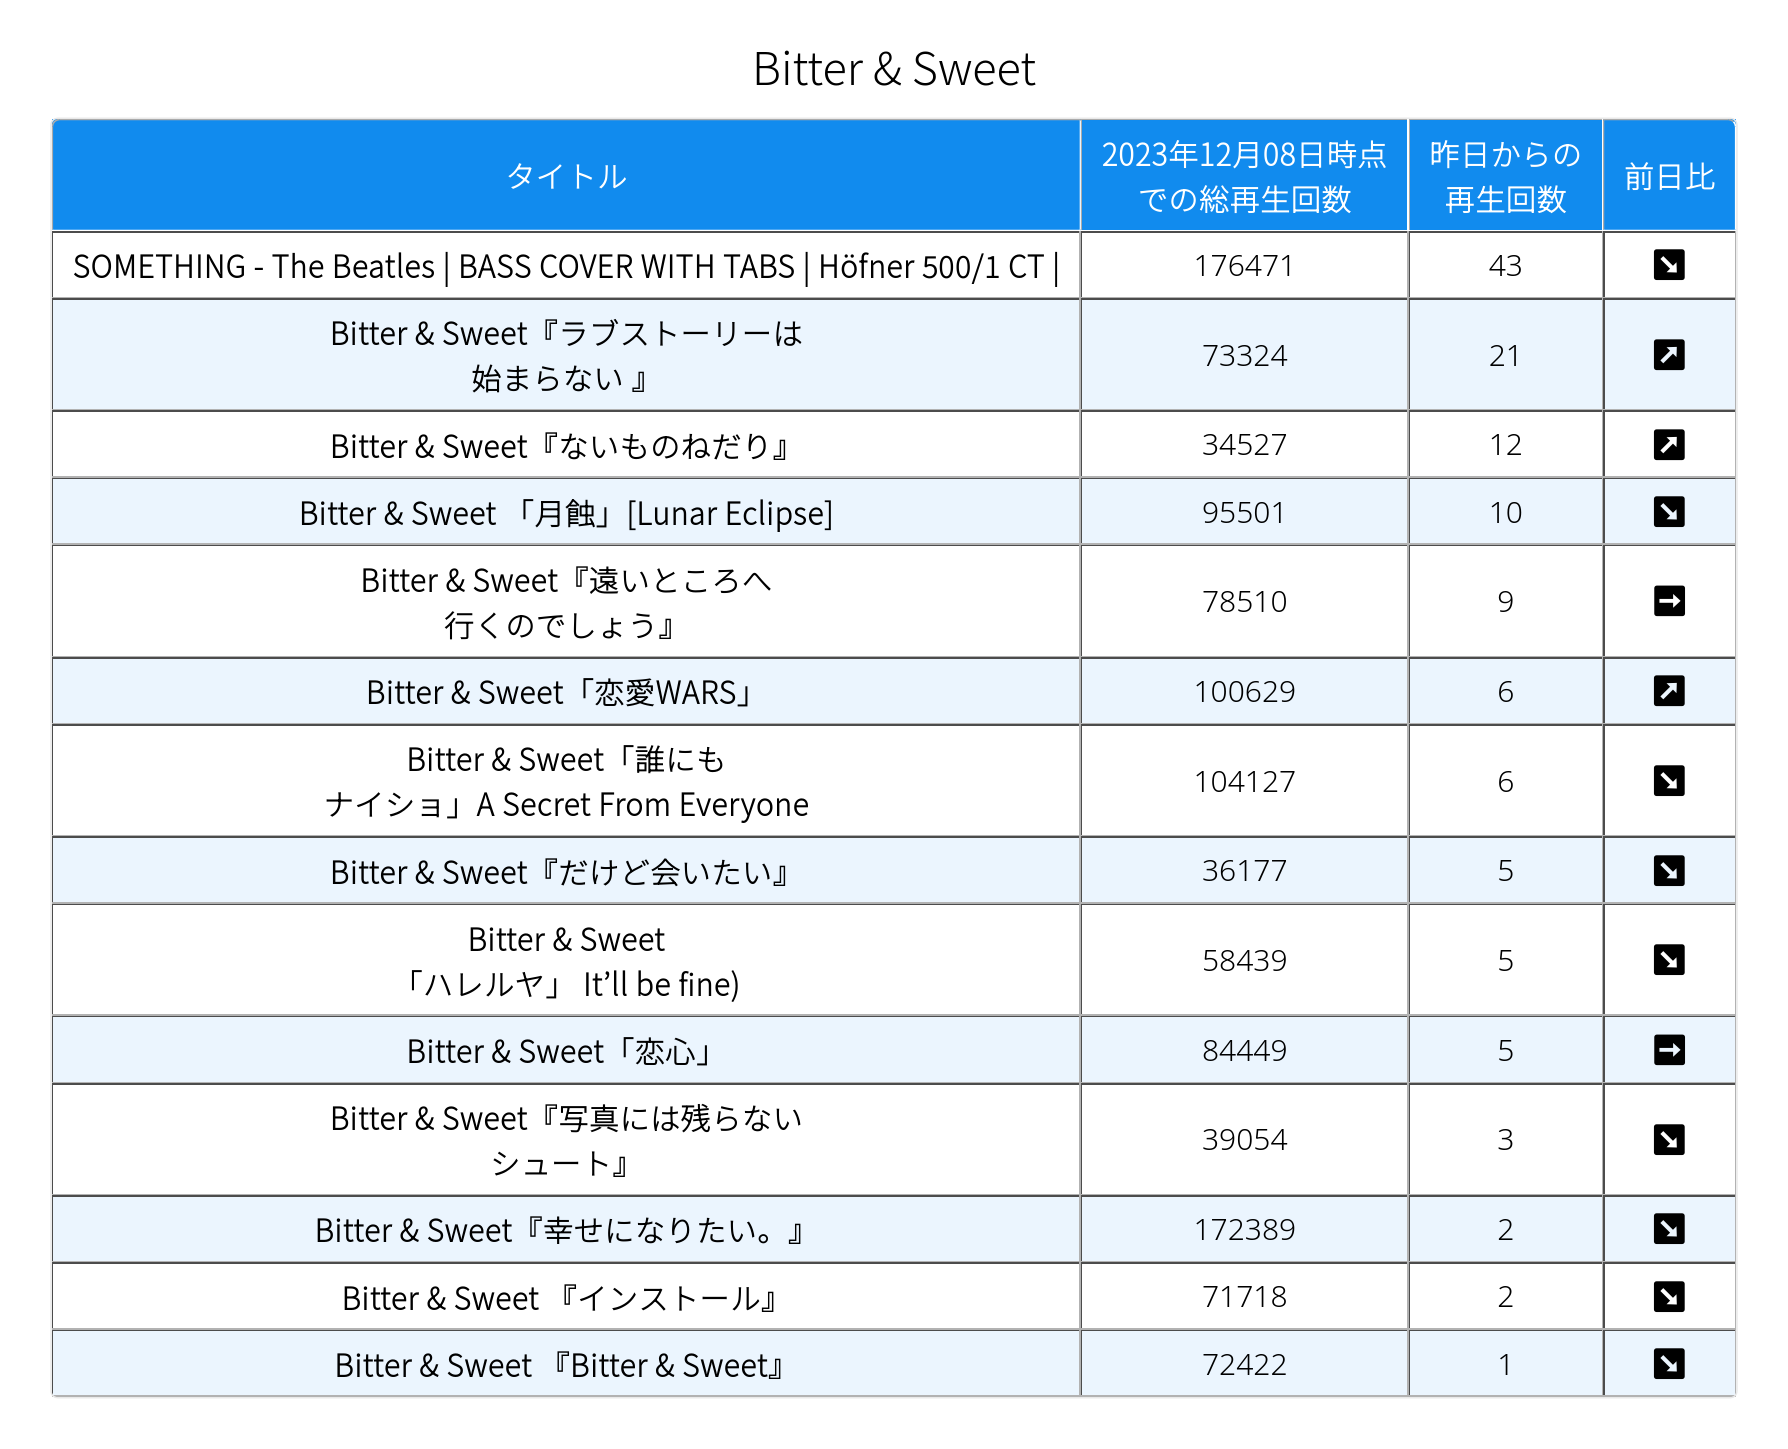 Bitter & Sweet
タイトル
2023年12月08日時点
での総再生回数
昨日からの
再生回数
前日比
SOMETHING - The Beatles | BASS COVER WITH TABS | Höfner 500/1 CT |
176471
43
Bitter & Sweet『ラブストーリーは
始まらない 』
73324
21
Bitter & Sweet『ないものねだり』
34527
12
Bitter & Sweet 「月蝕」[Lunar Eclipse]
95501
10
Bitter & Sweet『遠いところへ
行くのでしょう』
78510
9
Bitter & Sweet「恋愛WARS」
100629
6
Bitter & Sweet「誰にも
ナイショ」A Secret From Everyone
104127
6
Bitter & Sweet『だけど会いたい』
36177
5
Bitter & Sweet
「ハレルヤ」 It’ll be fine)
58439
5
Bitter & Sweet「恋心」
84449
5
Bitter & Sweet『写真には残らない
シュート』
39054
3
Bitter & Sweet『幸せになりたい。』
172389
2
Bitter & Sweet 『インストール』
71718
2
Bitter & Sweet 『Bitter & Sweet』
72422
1